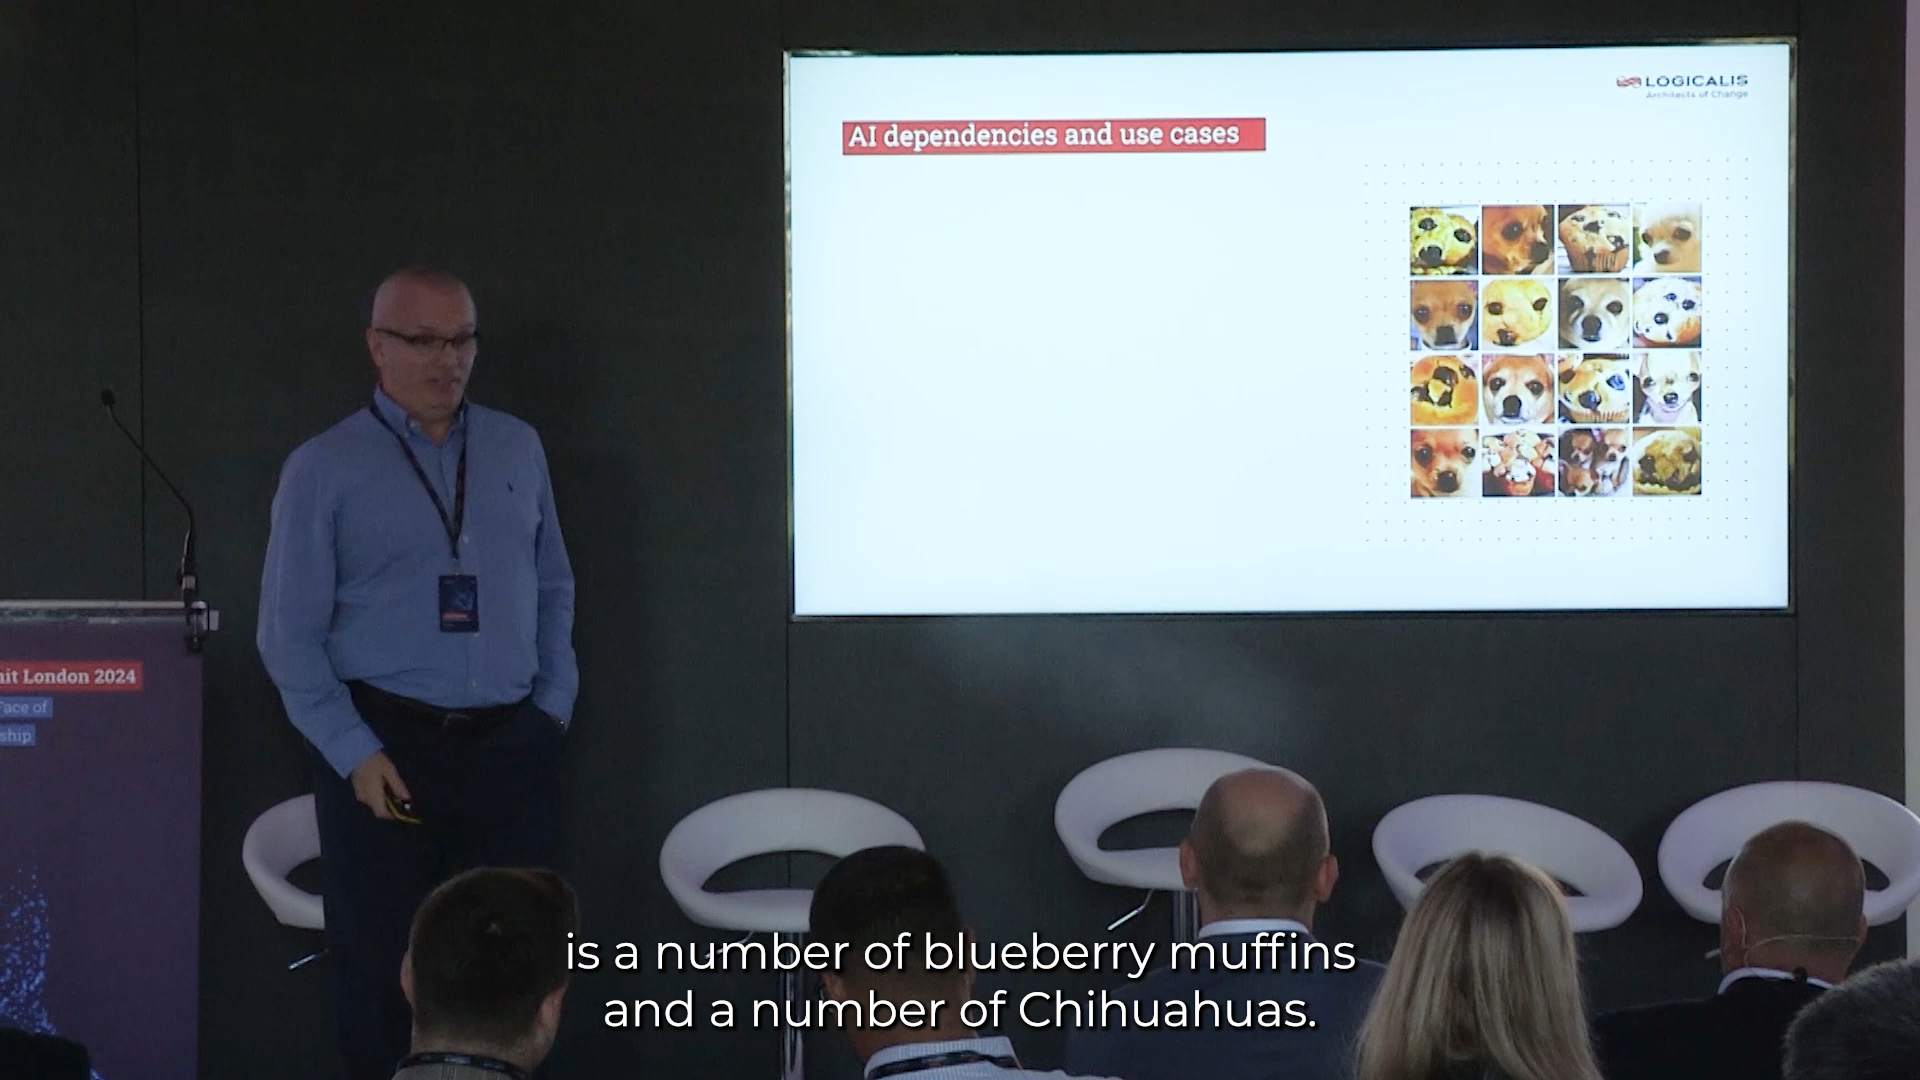 LOGICALIS
Architects of Change
AI dependencies and use cases
nit London 2024
Face of
ship
is a number of blueberry muffins
and a number of Chihuahuas.